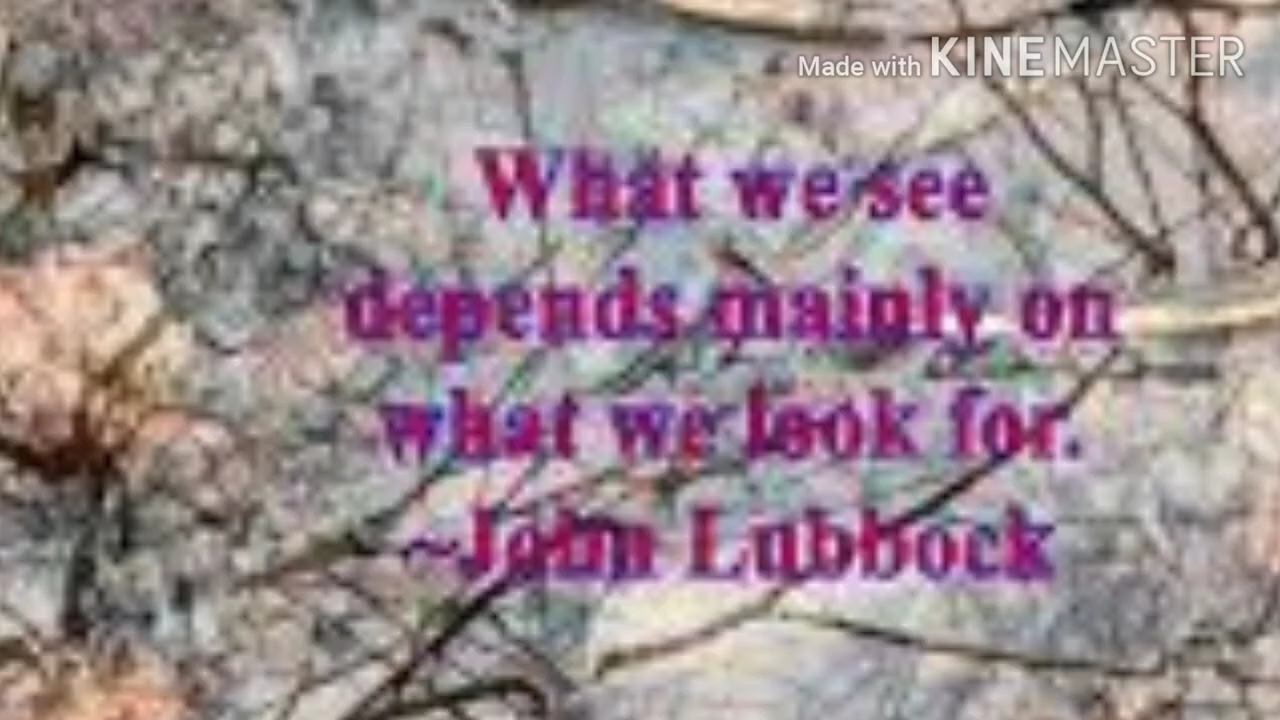 Made with KINEMASTER
What we see
depends mainly on
what we look for.
~John Lubbock